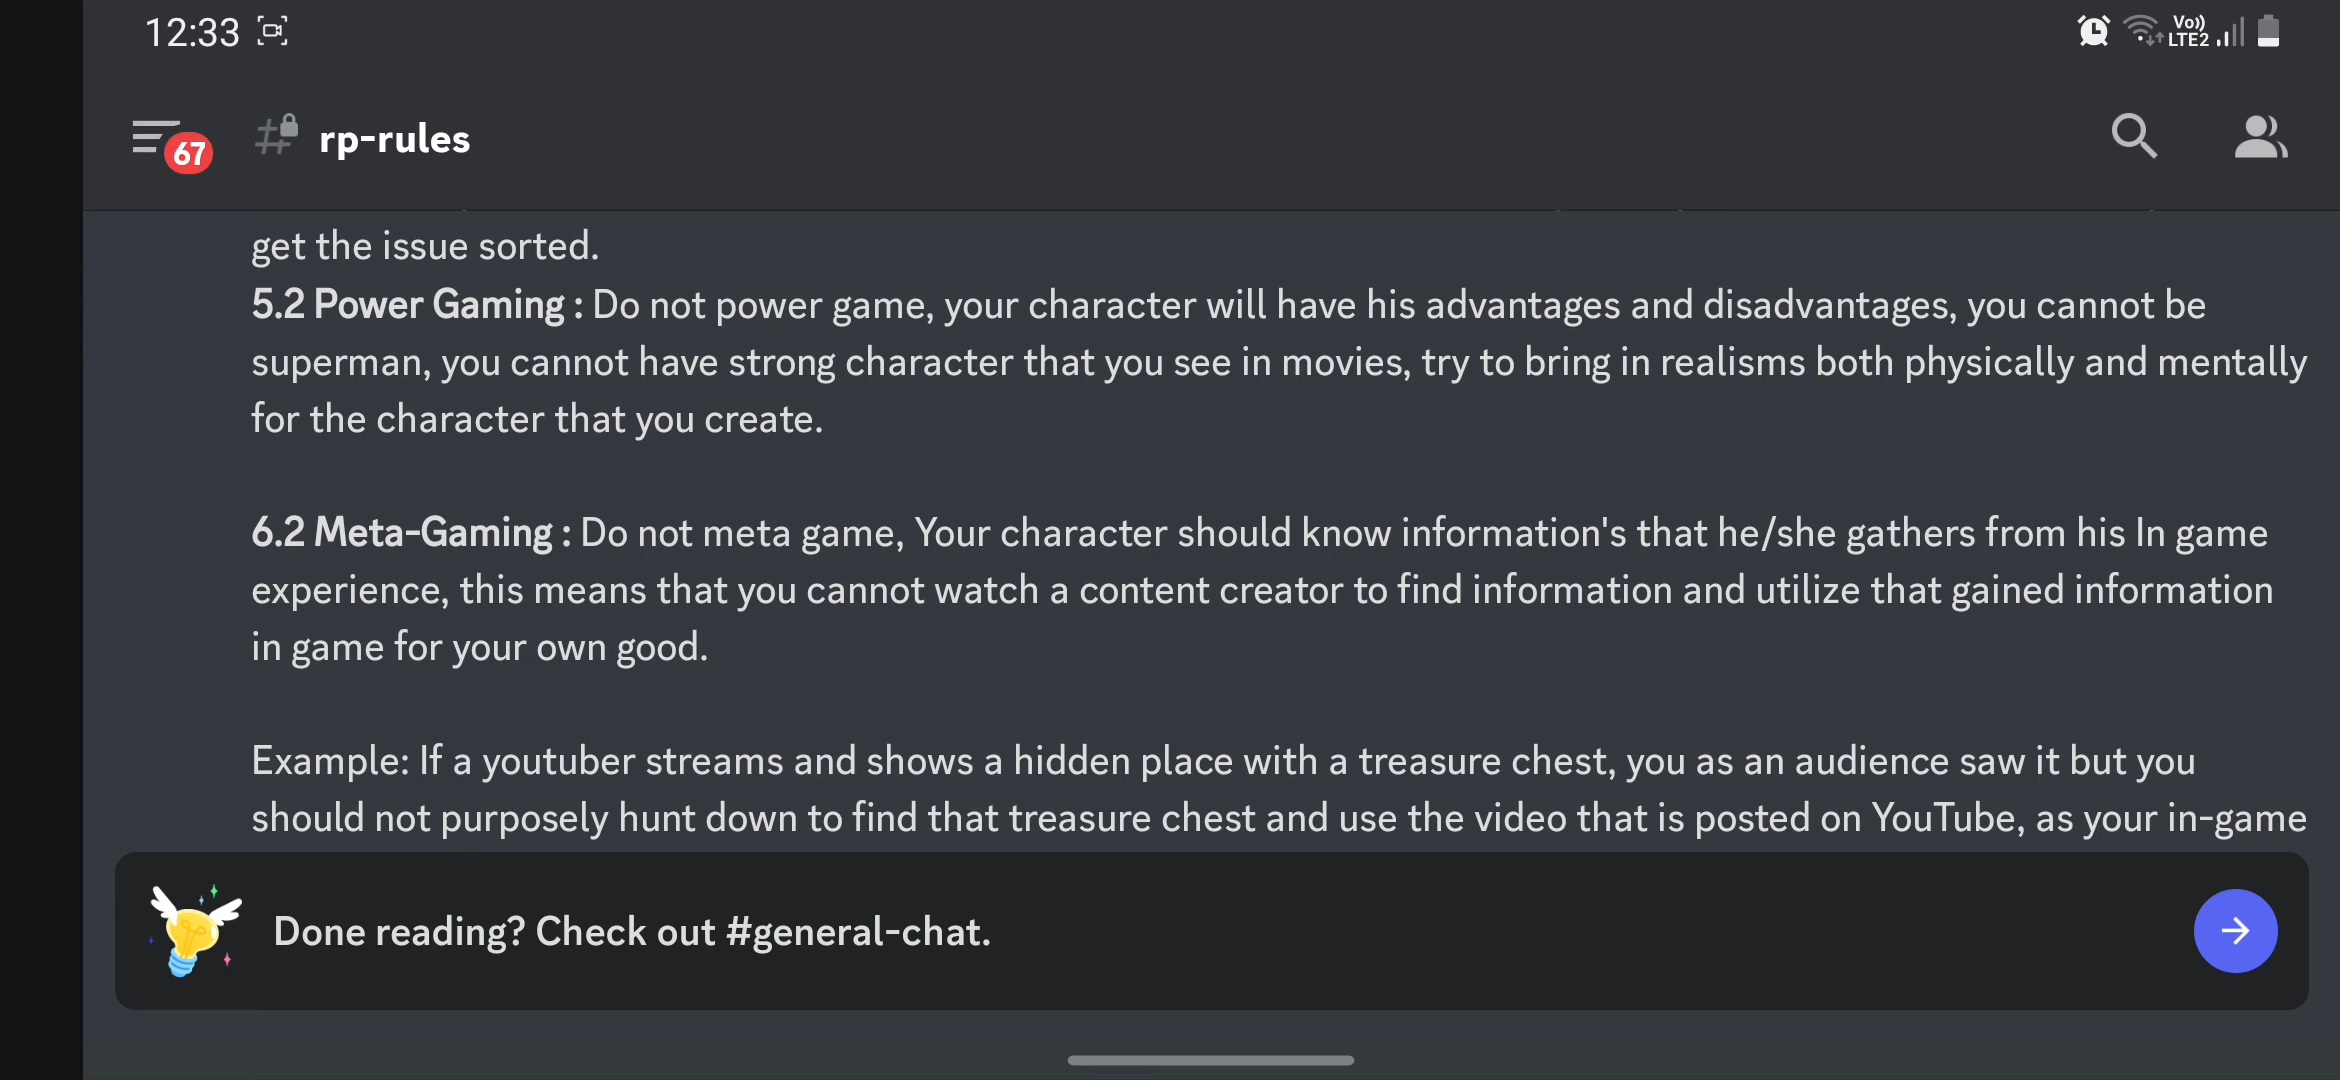 12:33
Vo)) LTE2
67
rp-rules
get the issue sorted.
5.2 Power Gaming : Do not power game, your character will have his advantages and disadvantages, you cannot be
superman, you cannot have strong character that you see in movies, try to bring in realisms both physically and mentally
for the character that you create.
6.2 Meta-Gaming : Do not meta game, Your character should know information's that he/she gathers from his In game
experience, this means that you cannot watch a content creator to find information and utilize that gained information
in game for your own good.
Example: If a youtuber streams and shows a hidden place with a treasure chest, you as an audience saw it but you
should not purposely hunt down to find that treasure chest and use the video that is posted on YouTube, as your in-game
Done reading? Check out #general-chat.